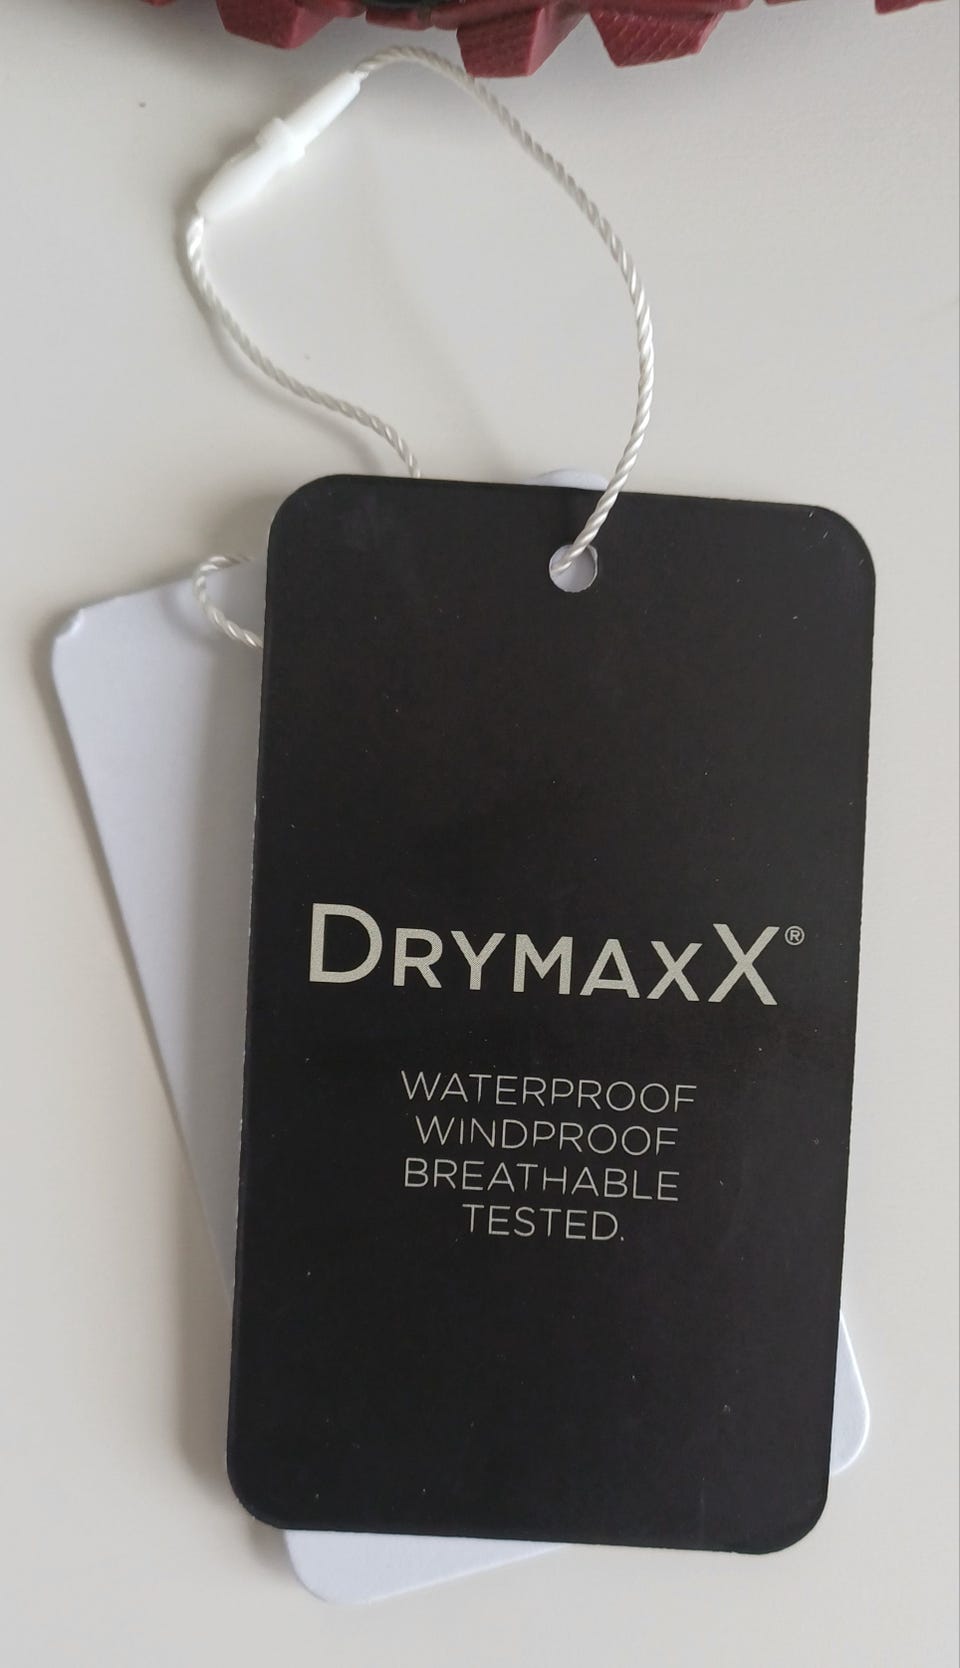 DRYMAXX®
WATERPROOF
WINDPROOF
BREATHABLE
TESTED.